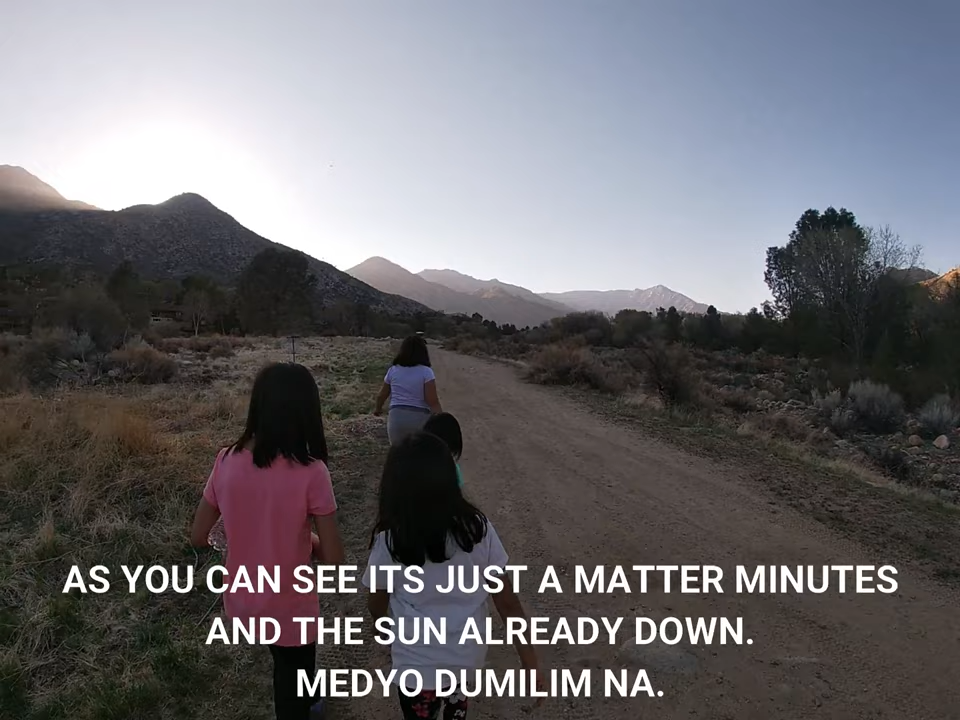 AS YOU CAN SEE ITS JUST A MATTER MINUTES
AND THE SUN ALREADY DOWN.
MEDYO DUMILIM NA.